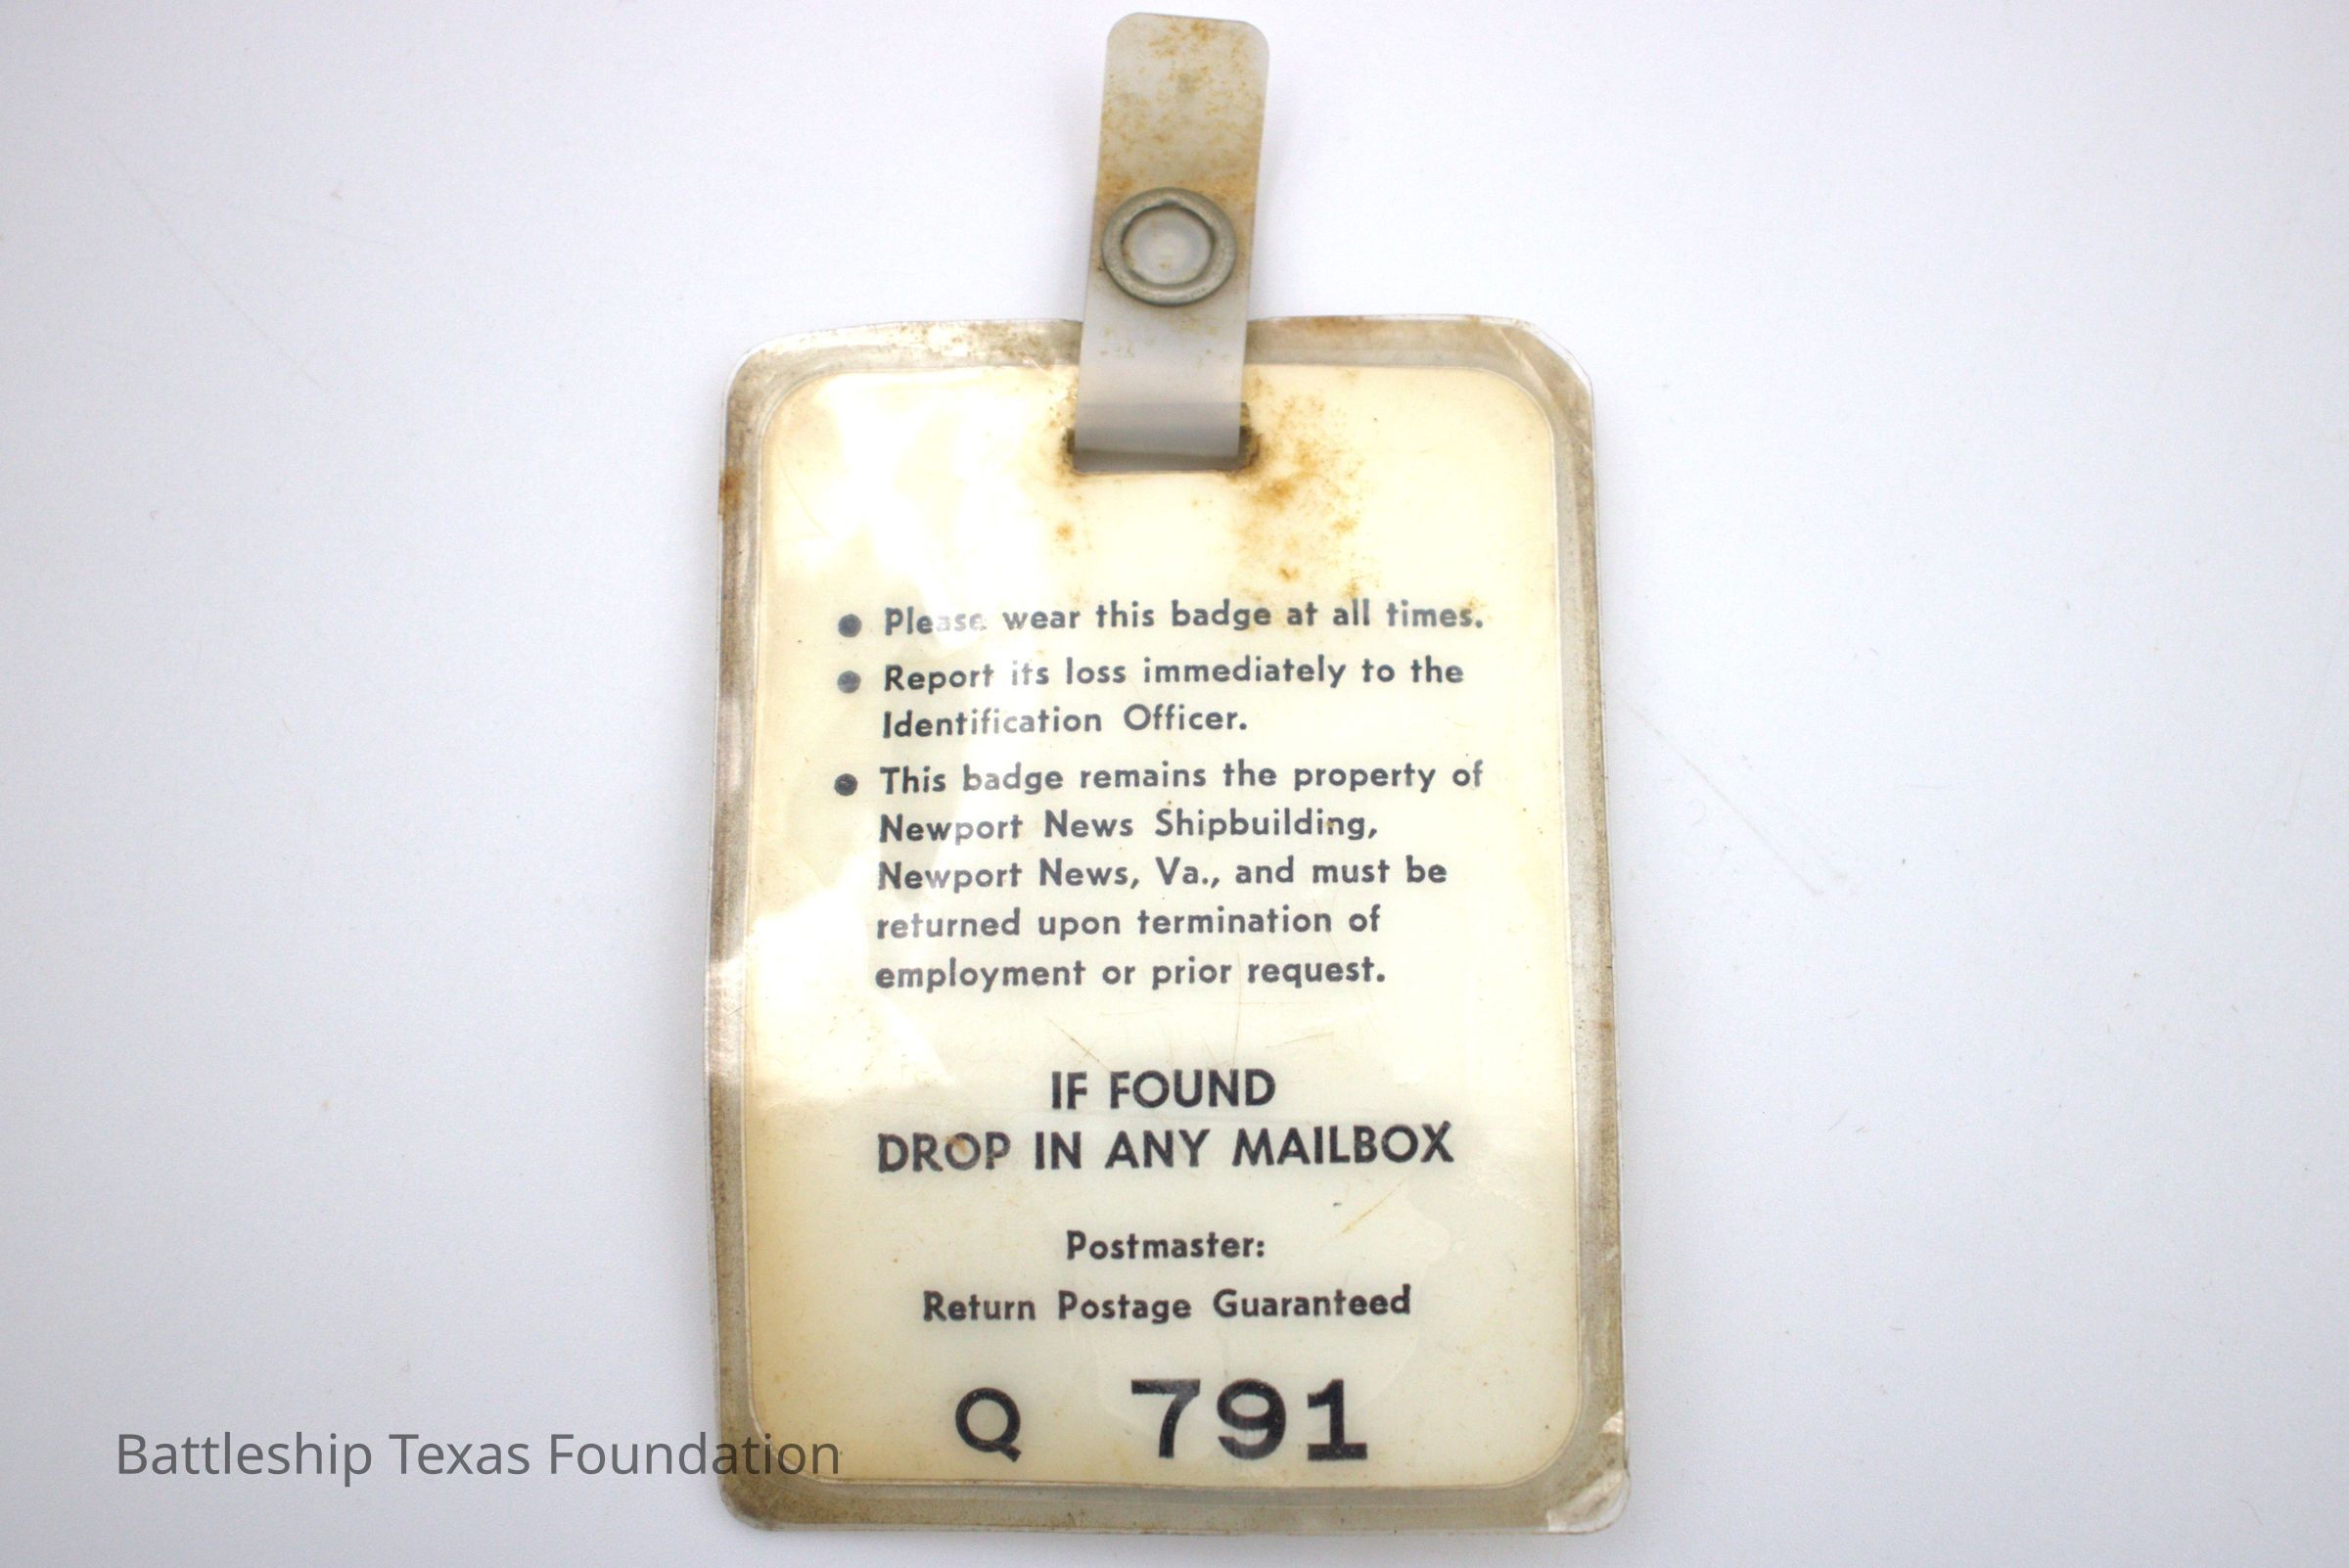 ● Please wear this badge at all times.
● Report its loss immediately to the
Identification Officer.
● This badge remains the property of
Newport News Shipbuilding,
Newport News, Va., and must be
returned upon termination of
employment or prior request.
IF FOUND
DROP IN ANY MAILBOX
Postmaster:
Return Postage Guaranteed
Q 791
Battleship Texas Foundation